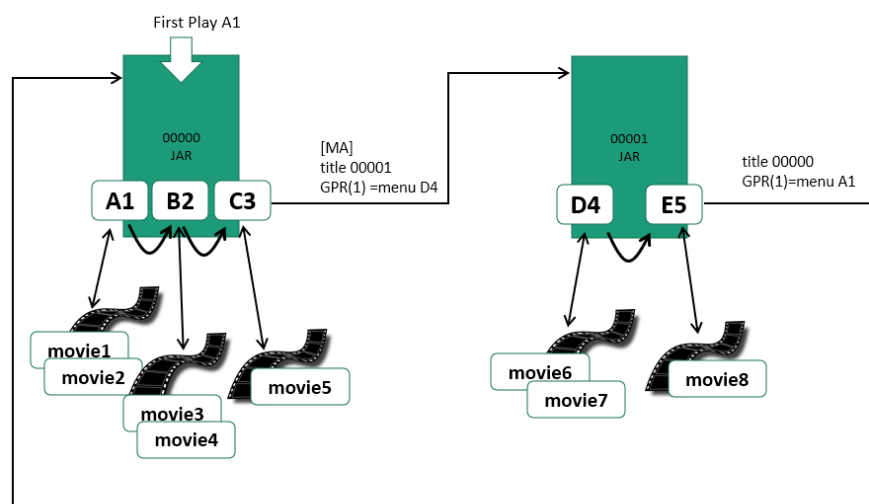 First Play A1
00000
JAR
A1
B2
C3
[MA]
title 00001
GPR(1) =menu D4
00001
JAR
D4
E5
title 00000
GPR(1)=menu A1
movie1
movie2
movie3
movie4
movie5
movie6
movie7
movie8